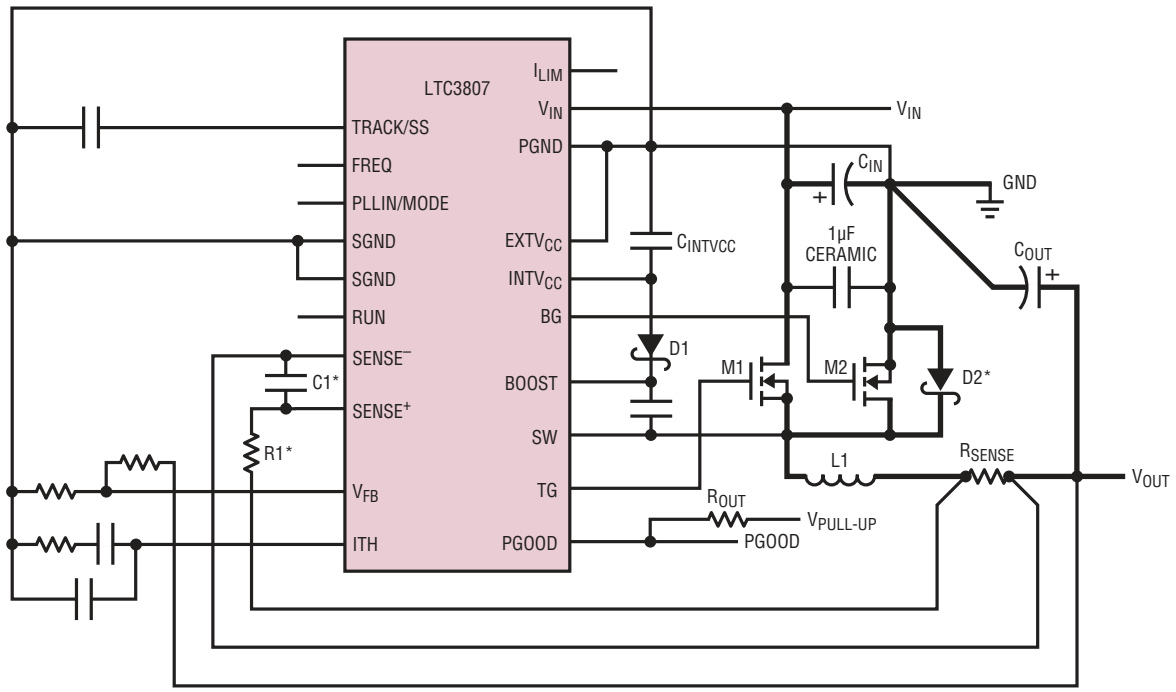 LTC3807
TRACK/SS
FREQ
PLLIN/MODE
SGND
SGND
RUN
SENSE–
SENSE+
VFB
ITH
ILIM
VIN
PGND
EXTVCC
INTVCC
BG
BOOST
SW
TG
PGOOD
C1*
R1*
CINTVCC
D1
VIN
CIN
+
GND
1µF
CERAMIC
COUT
+
M1
M2
D2*
L1
RSENSE
VOUT
ROUT
VPULL-UP
PGOOD